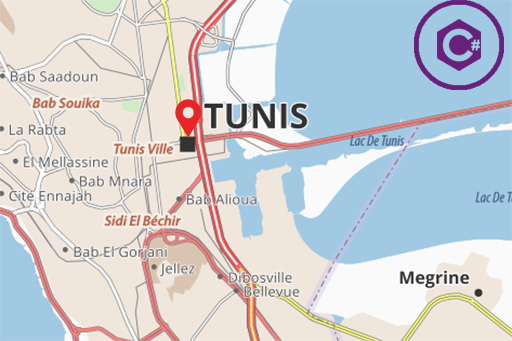 C#
Bab Saadoun
Bab Souika
TUNIS
La Rabta
Tunis Ville
Lac De Tunis
El Mellassine
Bab Mnara
Cité Ennajah
Bab Alioua
Lac De Tu
Sidi El Béchir
Bab El Gorjani
Jellez
Dibosville
Megrine
Bellevue